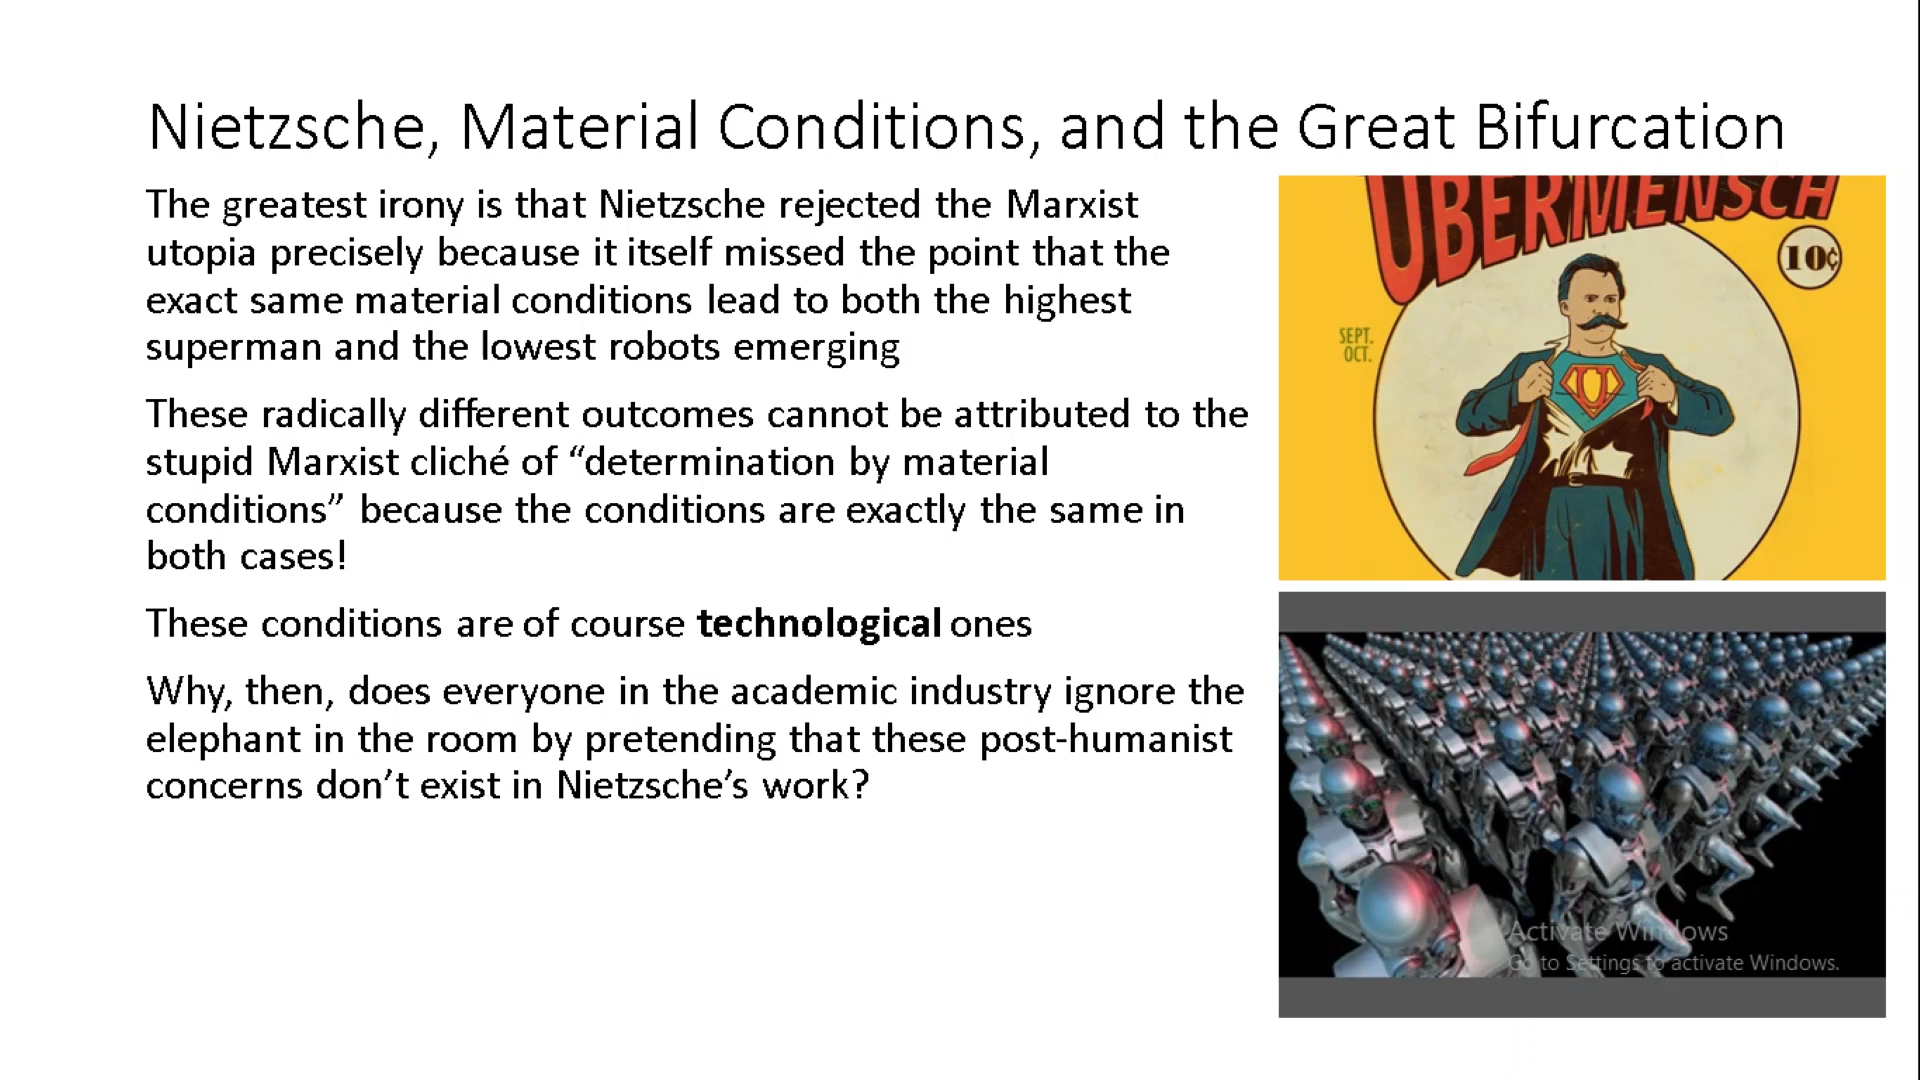 Nietzsche, Material Conditions, and the Great Bifurcation
The greatest irony is that Nietzsche rejected the Marxist
utopia precisely because it itself missed the point that the
exact same material conditions lead to both the highest
superman and the lowest robots emerging
These radically different outcomes cannot be attributed to the
stupid Marxist cliché of “determination by material
conditions” because the conditions are exactly the same in
both cases!
These conditions are of course technological ones
Why, then, does everyone in the academic industry ignore the
elephant in the room by pretending that these post-humanist
concerns don’t exist in Nietzsche’s work?
ÜBERMENSCH
10¢
SEPT.
OCT.
U
Activate Windows
Go to Settings to activate Windows.